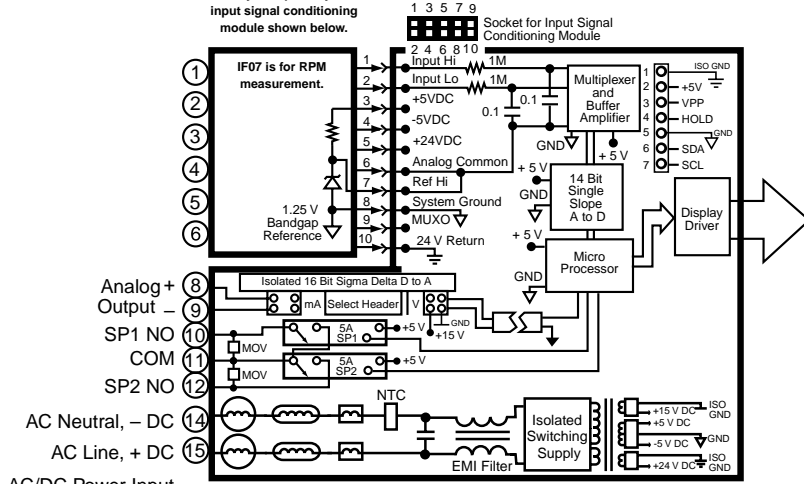 input signal conditioning
module shown below.
1 3 5 7 9
Socket for Input Signal
Conditioning Module
2 4 6 8 10
IF07 is for RPM
measurement.
1
2
3
4
5
6
1 Input Hi 1M
2 Input Lo 1M
3 +5VDC
4 -5VDC
5 +24VDC
6 Analog Common
7 Ref Hi
8 System Ground
9 MUXO
10 24 V Return
1.25 V
Bandgap
Reference
0.1
0.1
Multiplexer
and
Buffer
Amplifier
GND
+ 5 V
1 ISO GND
2 +5V
3 VPP
4 HOLD
5 GND
6 SDA
7 SCL
+ 5 V
GND
14 Bit
Single
Slope
A to D
+ 5 V
GND
Micro
Processor
Display
Driver
Isolated 16 Bit Sigma Delta D to A
mA Select Header V
GND
+15 V
Analog + 8
Output – 9
SP1 NO 10
COM 11
SP2 NO 12
MOV
MOV
5A
SP1
+5 V
5A
SP2
+5 V
NTC
AC Neutral, – DC 14
AC Line, + DC 15
EMI Filter
Isolated
Switching
Supply
+15 V DC
ISO
GND
+5 V DC
-5 V DC
GND
+24 V DC
ISO
GND
AC/DC Power Input